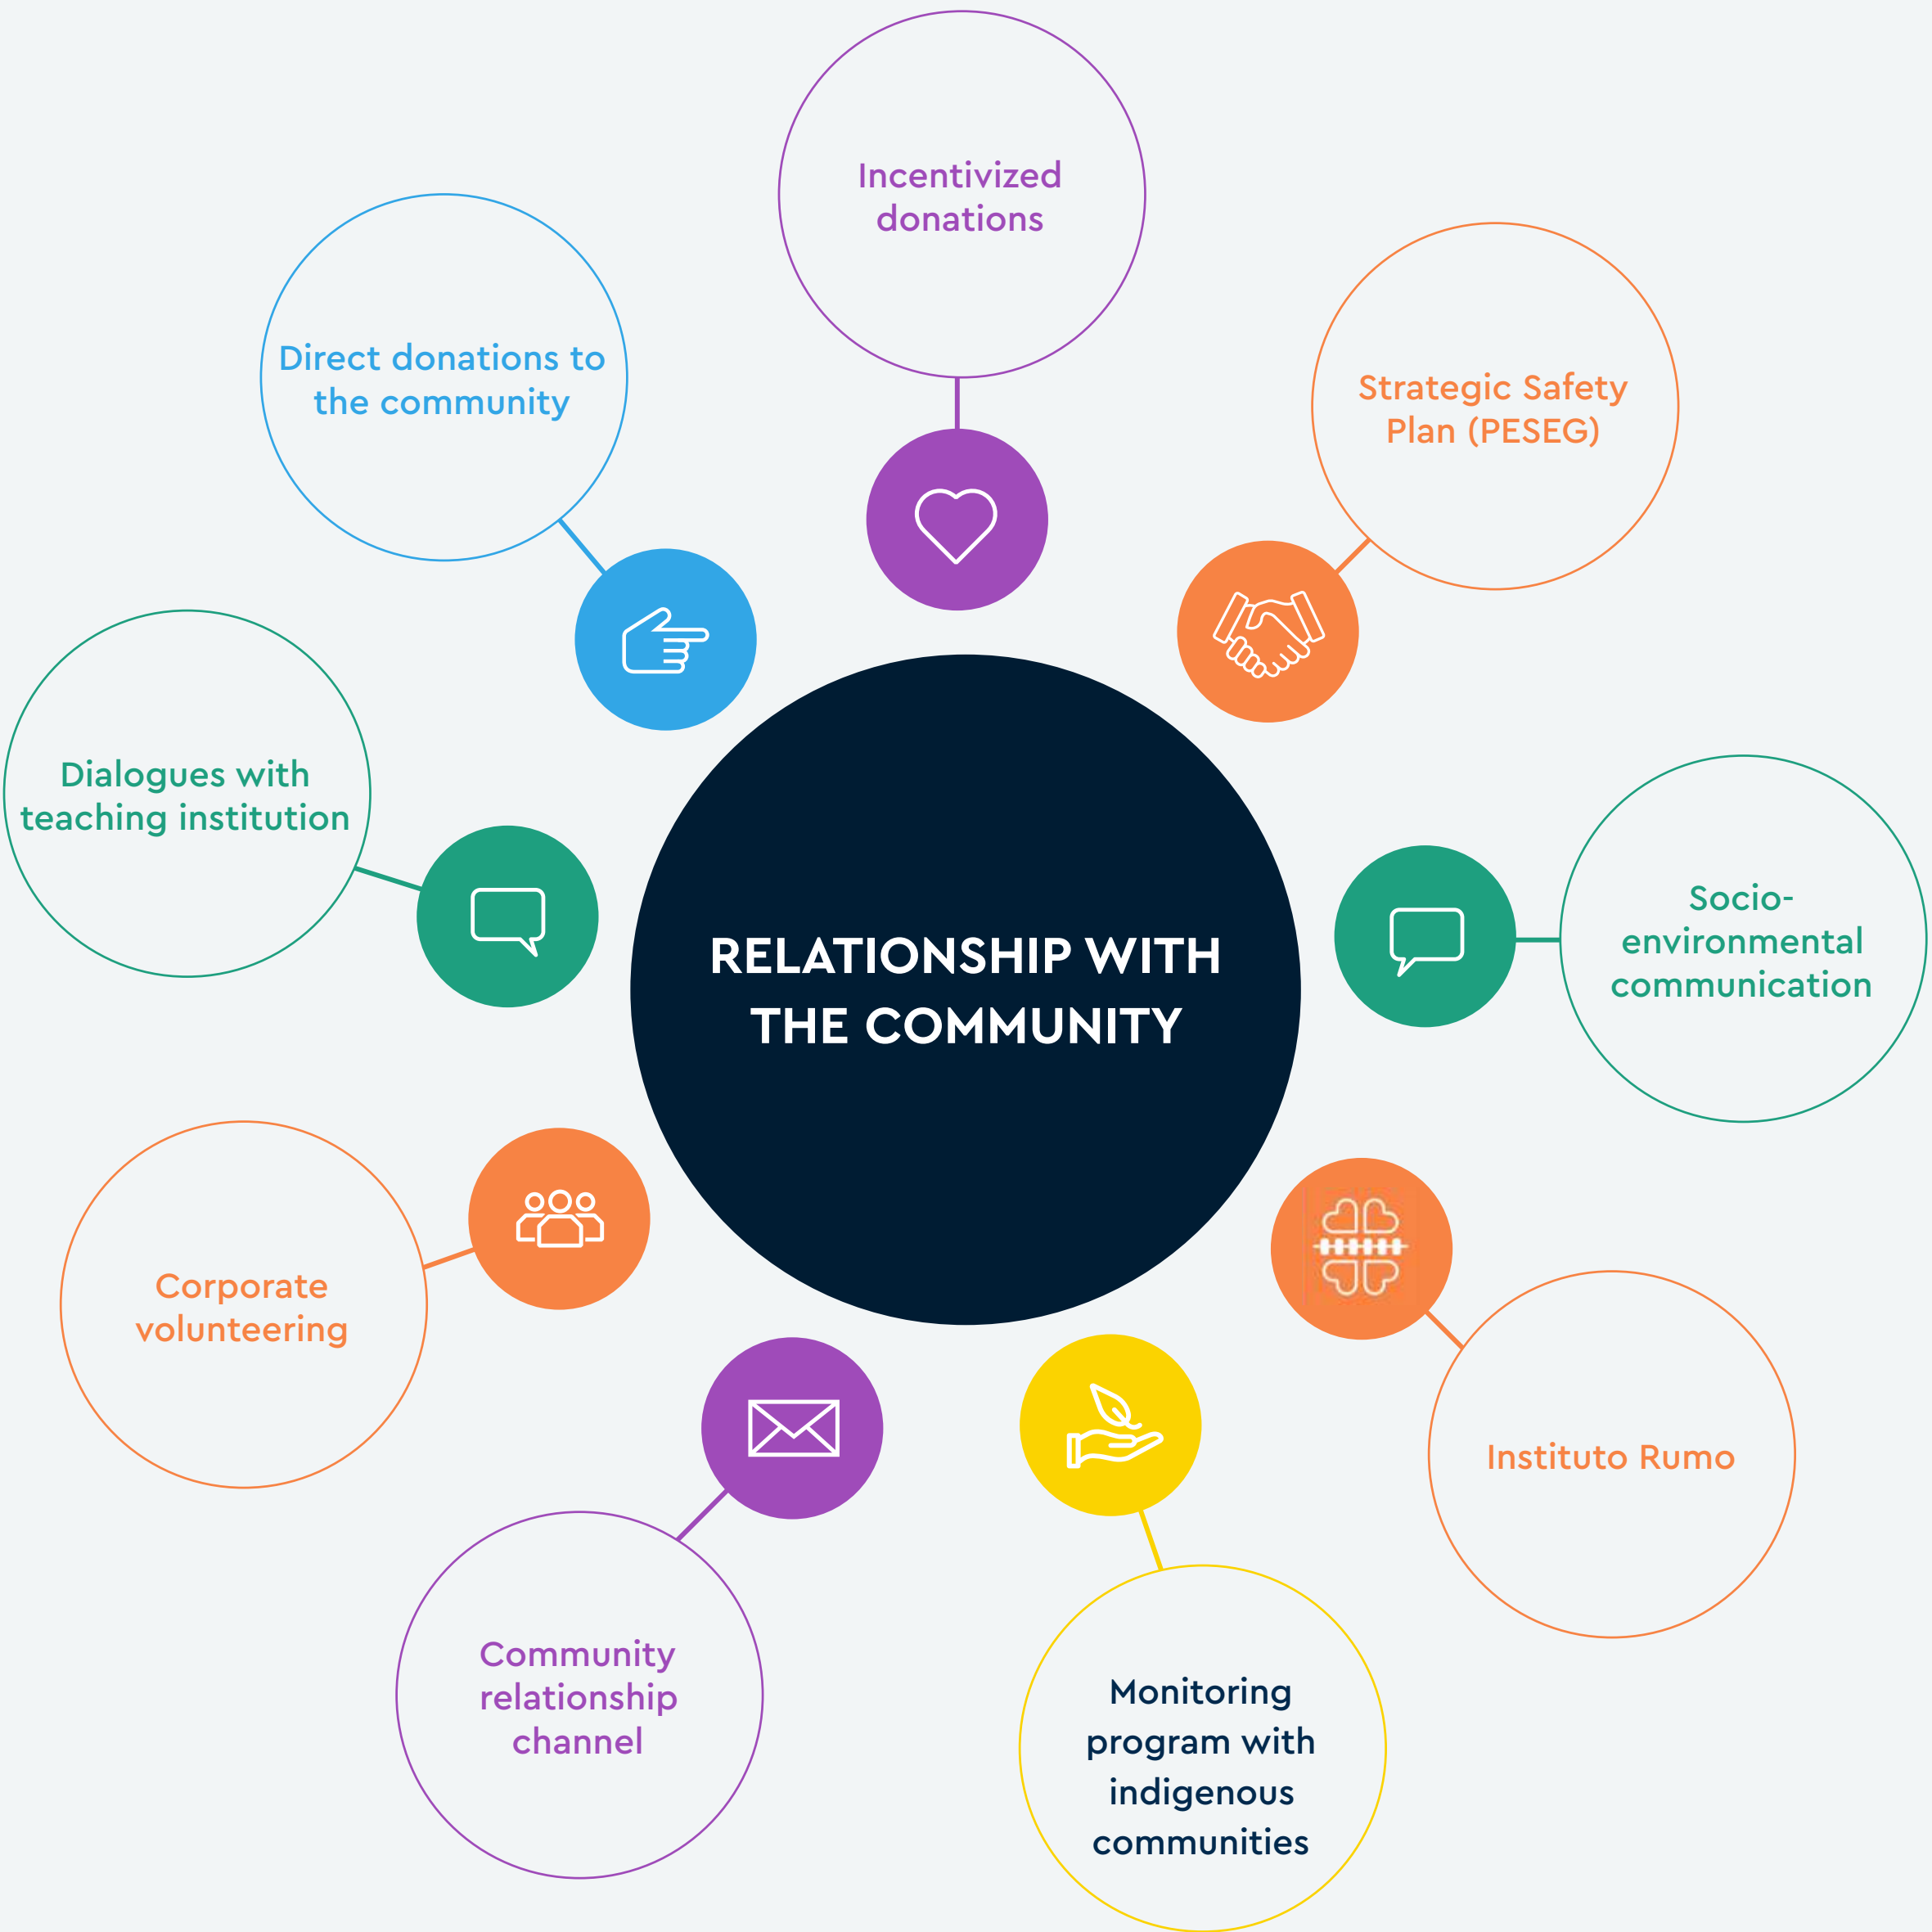 Incentivized
donations
Direct donations to
the community
Strategic Safety
Plan (PESEG)
Dialogues with
teaching institution
Socio-
environmental
communication
RELATIONSHIP WITH
THE COMMUNITY
Corporate
volunteering
Instituto Rumo
Community
relationship
channel
Monitoring
program with
indigenous
communities